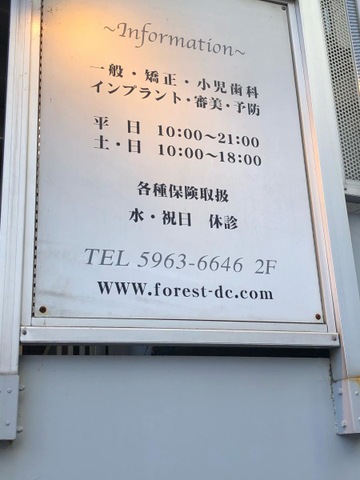 ~Information~
一般・矯正・小児歯科
インプラント・審美・予防
平　日　10:00〜21:00
土・日　10:00〜18:00
各種保険取扱
水・祝日　休診
TEL 5963-6646 2F
www.forest-dc.com